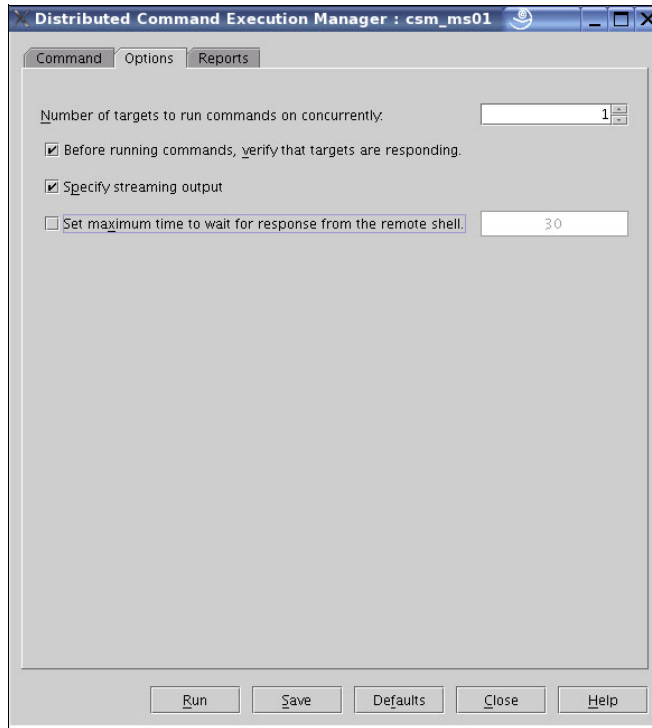 Distributed Command Execution Manager : csm_ms01
Command Options Reports
Number of targets to run commands on concurrently: 1
Before running commands, verify that targets are responding.
Specify streaming output
Set maximum time to wait for response from the remote shell. 30
Run Save Defaults Close Help